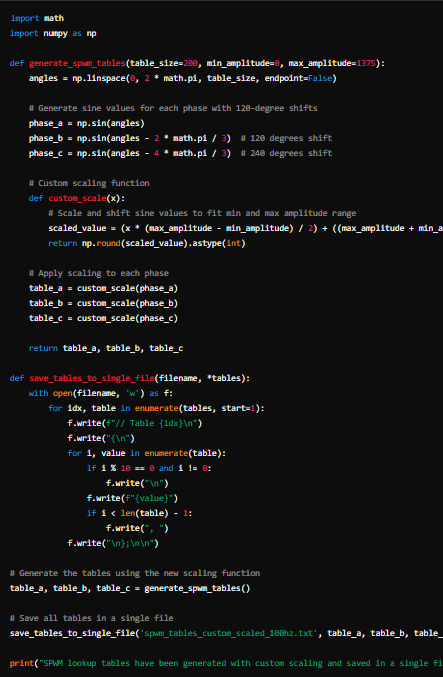 import math
import numpy as np
def generate_spwm_tables(table_size=200, min_amplitude=0, max_amplitude=1375):
angles = np.linspace(0, 2 * math.pi, table_size, endpoint=False)
# Generate sine values for each phase with 120-degree shifts
phase_a = np.sin(angles)
phase_b = np.sin(angles - 2 * math.pi / 3)  # 120 degrees shift
phase_c = np.sin(angles - 4 * math.pi / 3)  # 240 degrees shift
# Custom scaling function
def custom_scale(x):
# Scale and shift sine values to fit min and max amplitude range
scaled_value = (x * (max_amplitude - min_amplitude) / 2) + ((max_amplitude + min_a
return np.round(scaled_value).astype(int)
# Apply scaling to each phase
table_a = custom_scale(phase_a)
table_b = custom_scale(phase_b)
table_c = custom_scale(phase_c)
return table_a, table_b, table_c
def save_tables_to_single_file(filename, *tables):
with open(filename, 'w') as f:
for idx, table in enumerate(tables, start=1):
f.write(f"// Table {idx}\n")
f.write("{\n")
for i, value in enumerate(table):
if i % 10 == 0 and i != 0:
f.write("\n")
f.write(f"{value}")
if i < len(table) - 1:
f.write(", ")
f.write("\n};\n\n")
# Generate the tables using the new scaling function
table_a, table_b, table_c = generate_spwm_tables()
# Save all tables in a single file
save_tables_to_single_file('spwm_tables_custom_scaled_100hz.txt', table_a, table_b, table_
print("SPWM lookup tables have been generated with custom scaling and saved in a single fi